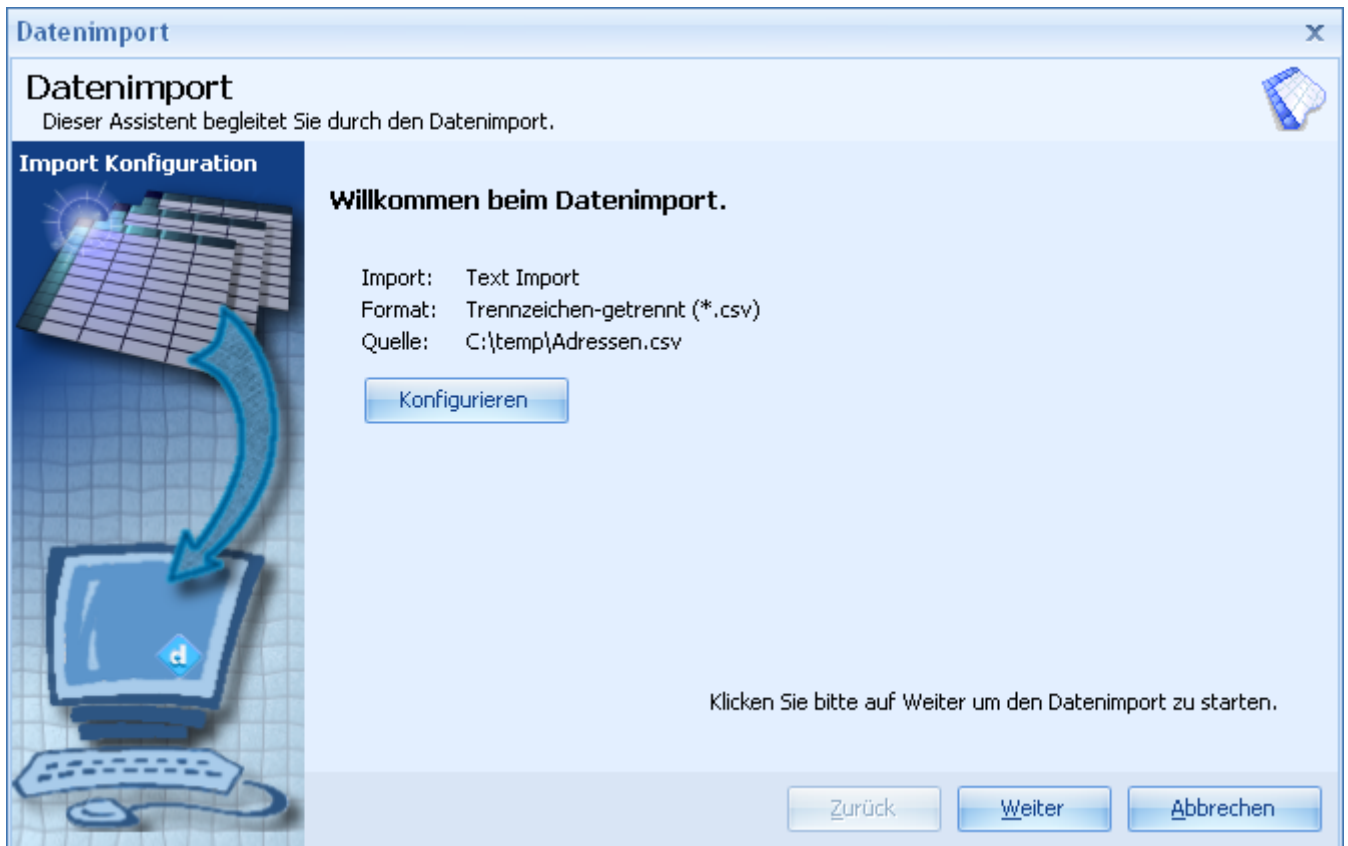 Datenimport
Datenimport
Dieser Assistent begleitet Sie durch den Datenimport.
Import Konfiguration
Willkommen beim Datenimport.
Import: Text Import
Format: Trennzeichen-getrennt (*.csv)
Quelle: C:\temp\Adressen.csv
Konfigurieren
d
Klicken Sie bitte auf Weiter um den Datenimport zu starten.
Zurück Weiter Abbrechen